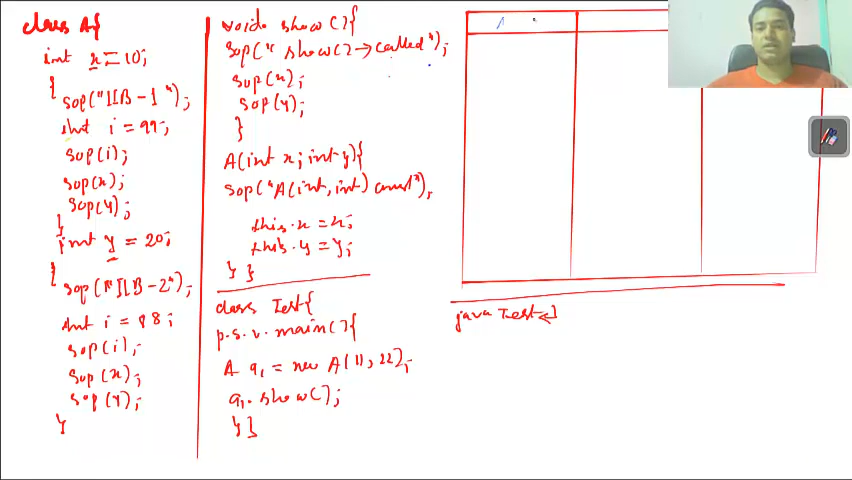 class A{
int x = 10;
{
sop("IIB-1");
int i = 99;
sop(i);
sop(x);
sop(y);
}
int y = 20;
{
sop("IIB-2");
int i = 98;
sop(i);
sop(x);
sop(y);
}
void show(){
sop("show()→called");
sop(x);
sop(y);
}
A(int x; int y){
sop("A(int, int) const");
this.x = x;
this.y = y;
}}
class Test{
p.s.v.main(){
A a1 = new A(11, 22);
a1.show();
}}
A
java Test